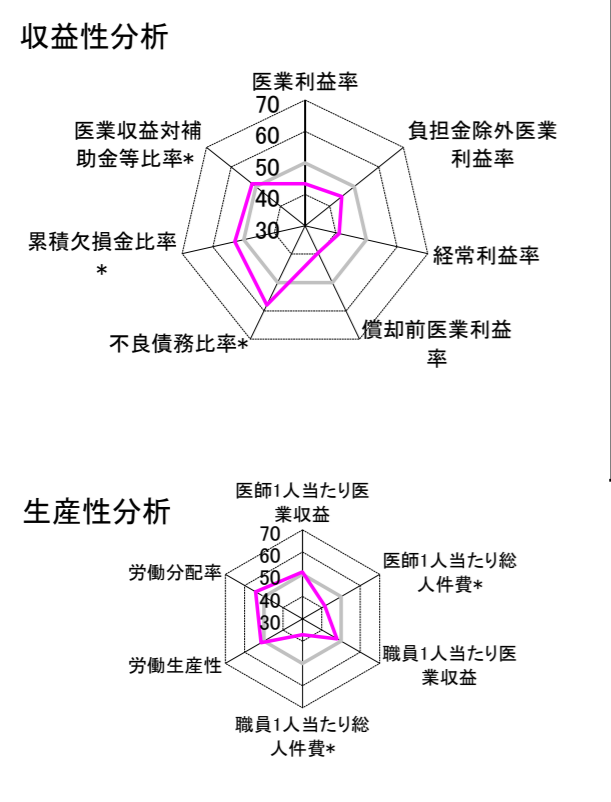 収益性分析
医業利益率
70
60
50
40
30
負担金除外医業
利益率
経常利益率
償却前医業利益
率
不良債務比率*
累積欠損金比率
*
医業収益対補
助金等比率*
生産性分析
医師1人当たり医
業収益
70
60
50
40
30
医師1人当たり総
人件費*
職員1人当たり医
業収益
職員1人当たり総
人件費*
労働生産性
労働分配率